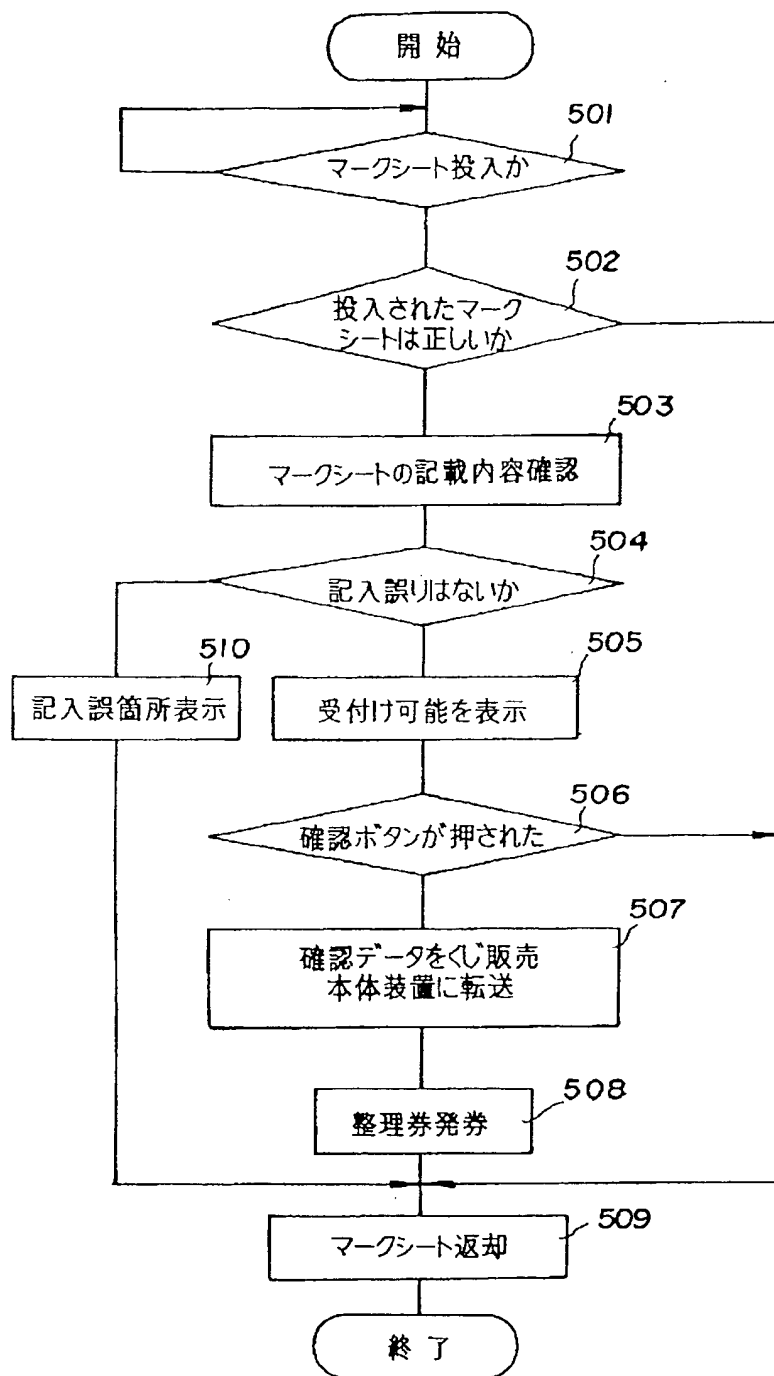 開始
501
マークシート投入か
502
投入されたマーク
シートは正しいか
503
マークシートの記載内容確認
504
記入誤りはないか
510
505
記入誤箇所表示
受付け可能を表示
506
確認ボタンが押された
507
確認データをくじ販売
本体装置に転送
508
整理券発券
509
マークシート返却
終了